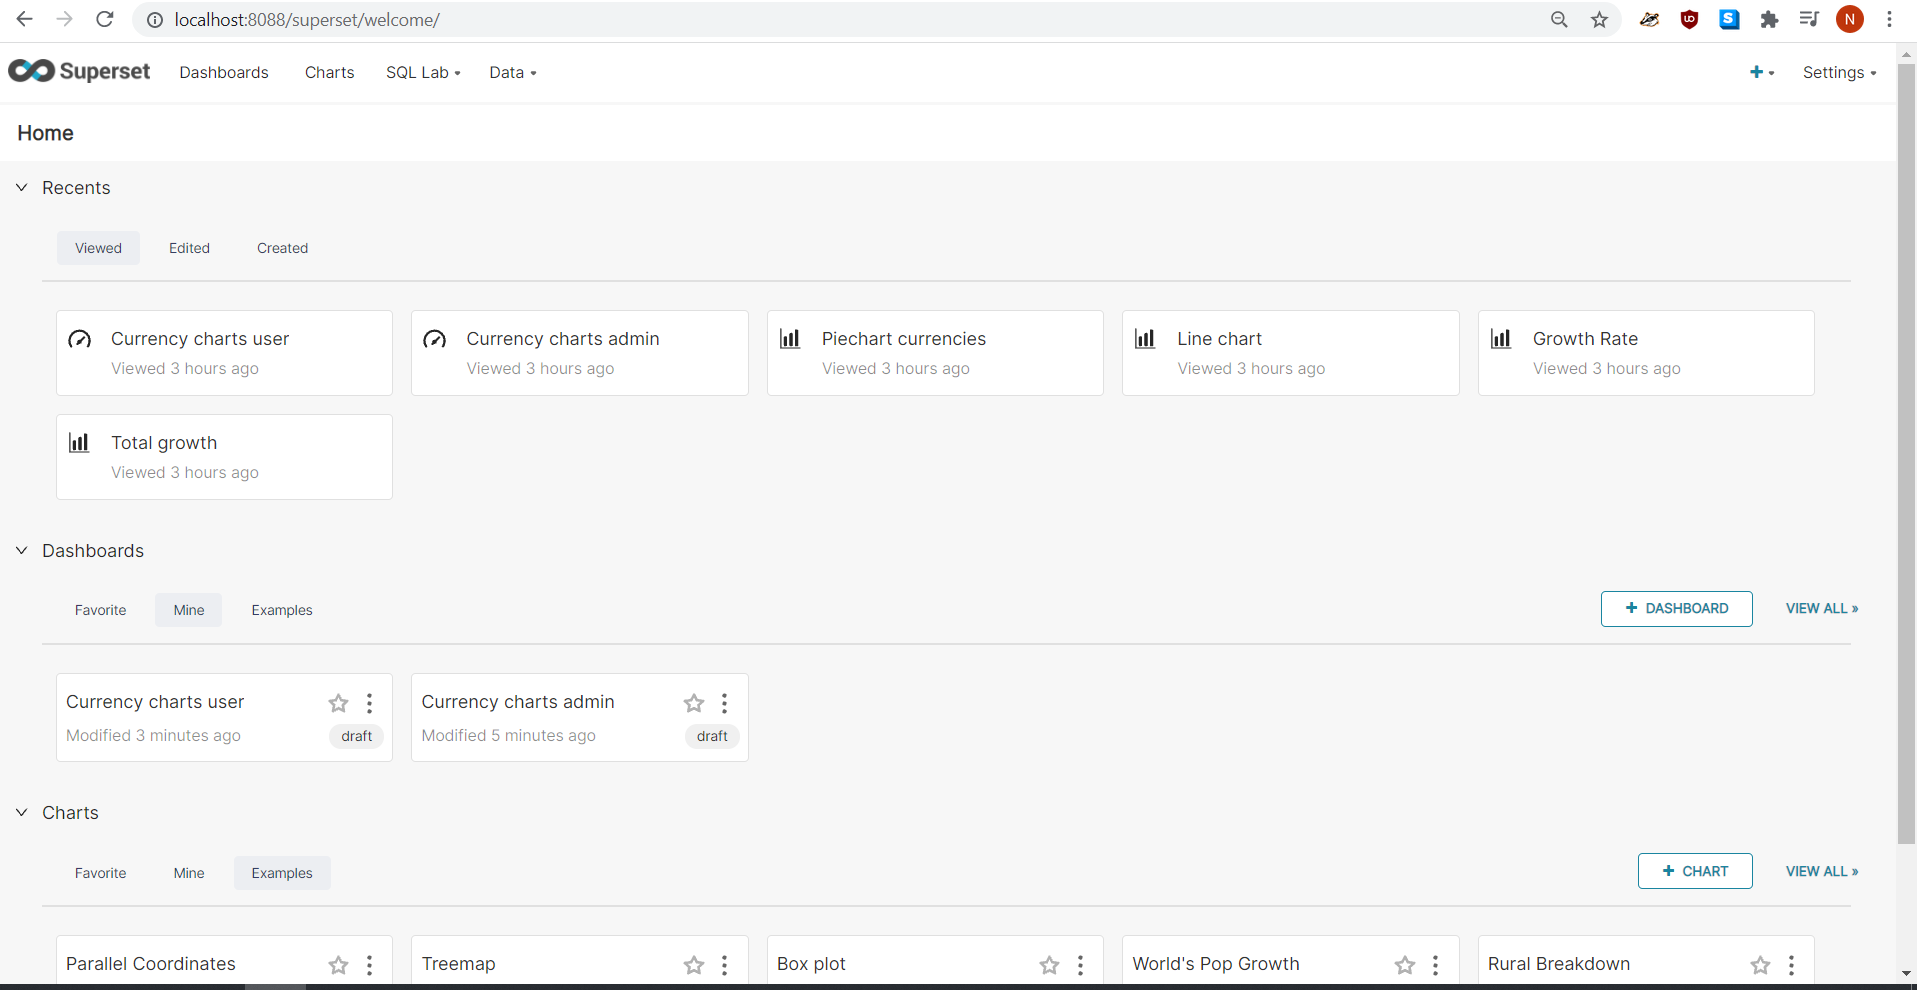 localhost:8088/superset/welcome/
N
Superset Dashboards Charts SQL Lab Data Settings
Home
Recents
Viewed Edited Created
Currency charts user Currency charts admin Piechart currencies Line chart Growth Rate
Viewed 3 hours ago Viewed 3 hours ago Viewed 3 hours ago Viewed 3 hours ago Viewed 3 hours ago
Total growth
Viewed 3 hours ago
Dashboards
Favorite Mine Examples + DASHBOARD VIEW ALL »
Currency charts user Currency charts admin
Modified 3 minutes ago draft Modified 5 minutes ago draft
Charts
Favorite Mine Examples + CHART VIEW ALL »
Parallel Coordinates Treemap Box plot World's Pop Growth Rural Breakdown